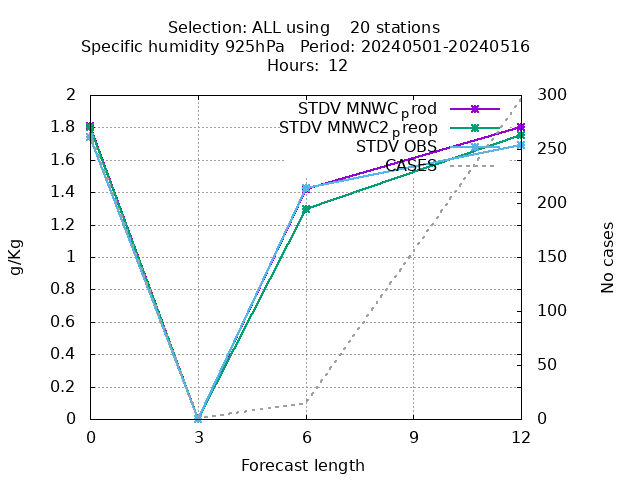 Selection: ALL using    20 stations
Specific humidity 925hPa   Period: 20240501-20240516
Hours:  12
STDV MNWC_prod
STDV MNWC2_preop
STDV OBS
CASES
2
1.8
1.6
1.4
1.2
1
0.8
0.6
0.4
0.2
0
300
250
200
150
100
50
0
g/Kg
No cases
0 3 6 9 12
Forecast length